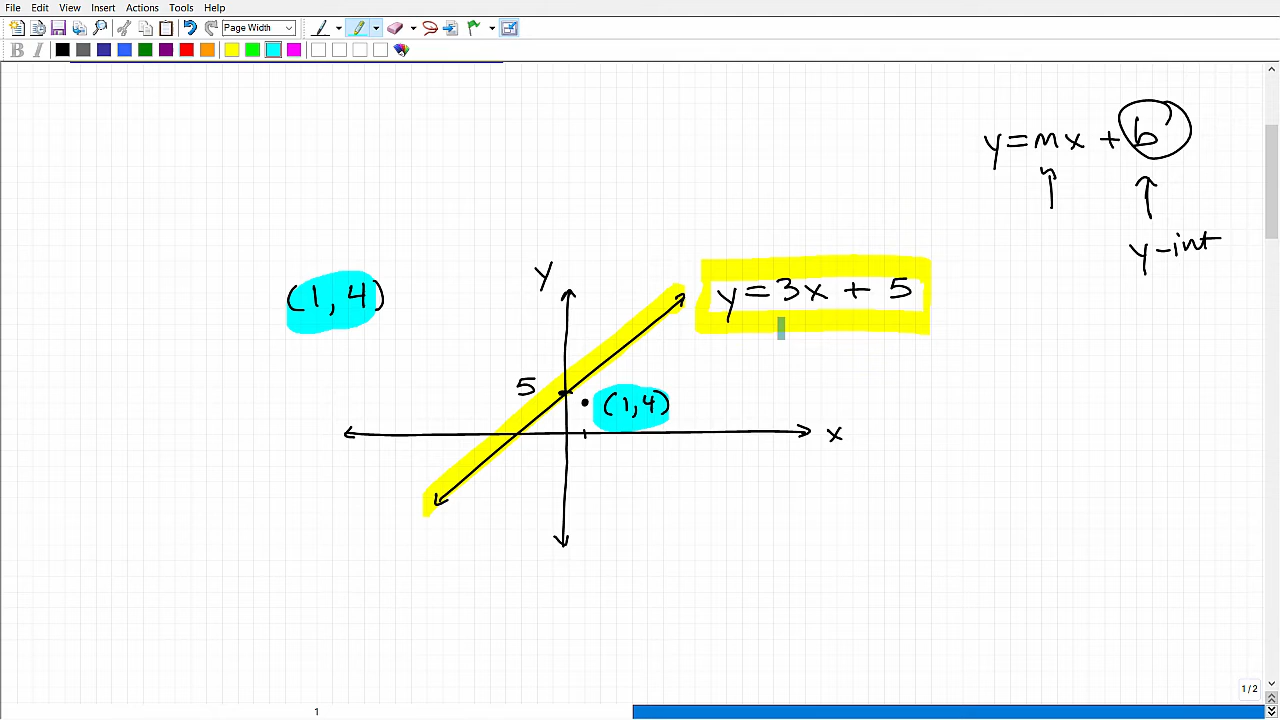 File Edit View Insert Actions Tools Help
Page Width
B I
y=mx + b
y-int
y
(1, 4)
y=3x + 5
5
(1,4)
x
1/2
1